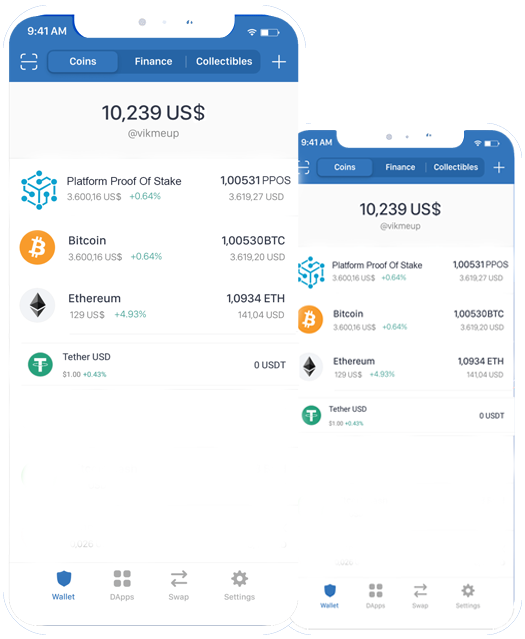 9:41 AM
Coins Finance Collectibles
10,239 US$
@vikmeup
Platform Proof Of Stake 1,00531 PPOS
3.600,16 US$ +0.64% 3.619,27 USD
Bitcoin 1,00530BTC
3.600,16 US$ +0.64% 3.619,20 USD
Ethereum 1,0934 ETH
129 US$ +4.93% 141,04 USD
Tether USD 0 USDT
$1.00 +0.43%
Wallet DApps Swap Settings
9:41 AM
Coins Finance Collectibles
10,239 US$
@vikmeup
Platform Proof Of Stake 1,00531 PPOS
3.600,16 US$ +0.64% 3.619,27 USD
Bitcoin 1,00530BTC
3.600,16 US$ +0.64% 3.619,20 USD
Ethereum 1,0934 ETH
129 US$ +4.93% 141,04 USD
Tether USD 0 USDT
$1.00 +0.43%
Wallet DApps Swap Settings